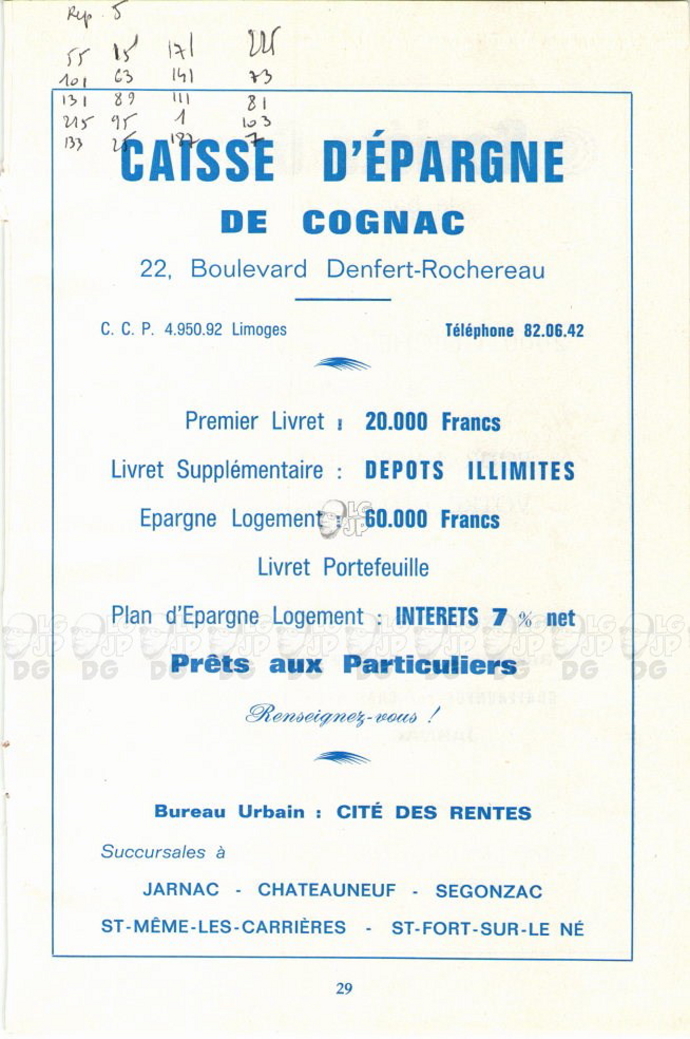 Rep. 5
55 15 171 225
101 63 141 73
131 89 111 81
215 95 1 103
133 25 187 7
CAISSE D'ÉPARGNE
DE COGNAC
22, Boulevard Denfert-Rochereau
C. C. P. 4.950.92 Limoges Téléphone 82.06.42
Premier Livret : 20.000 Francs
Livret Supplémentaire : DEPOTS ILLIMITES
Epargne Logement : 60.000 Francs
Livret Portefeuille
Plan d'Epargne Logement : INTERETS 7 % net
Prêts aux Particuliers
Renseignez-vous !
Bureau Urbain : CITÉ DES RENTES
Succursales à
JARNAC - CHATEAUNEUF - SEGONZAC
ST-MÊME-LES-CARRIÈRES - ST-FORT-SUR-LE NÉ
29